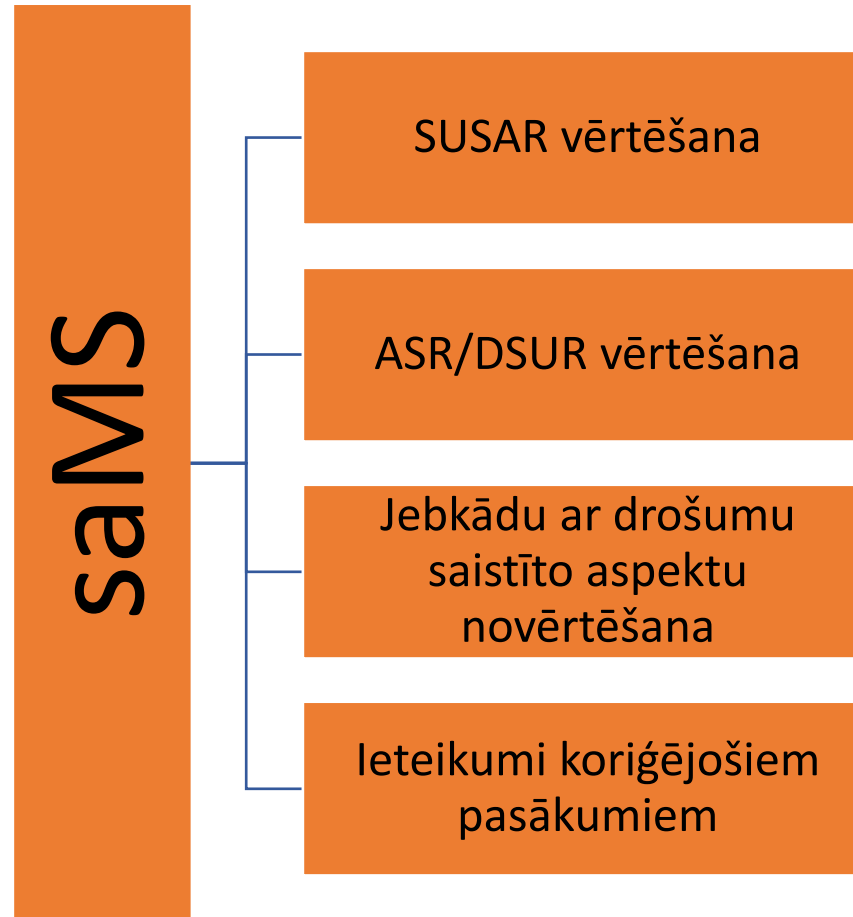 saMS
SUSAR vērtēšana
ASR/DSUR vērtēšana
Jebkādu ar drošumu
saistīto aspektu
novērtēšana
Ieteikumi koriģējošiem
pasākumiem